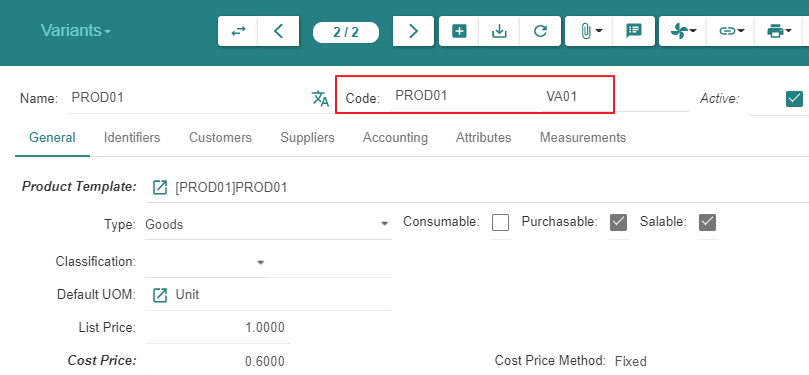 Variants
2 / 2
Name: PROD01 Code: PROD01 VA01 Active:
General Identifiers Customers Suppliers Accounting Attributes Measurements
Product Template: [PROD01]PROD01
Type: Goods Consumable: Purchasable: Salable:
Classification:
Default UOM: Unit
List Price: 1.0000
Cost Price: 0.6000 Cost Price Method: Fixed